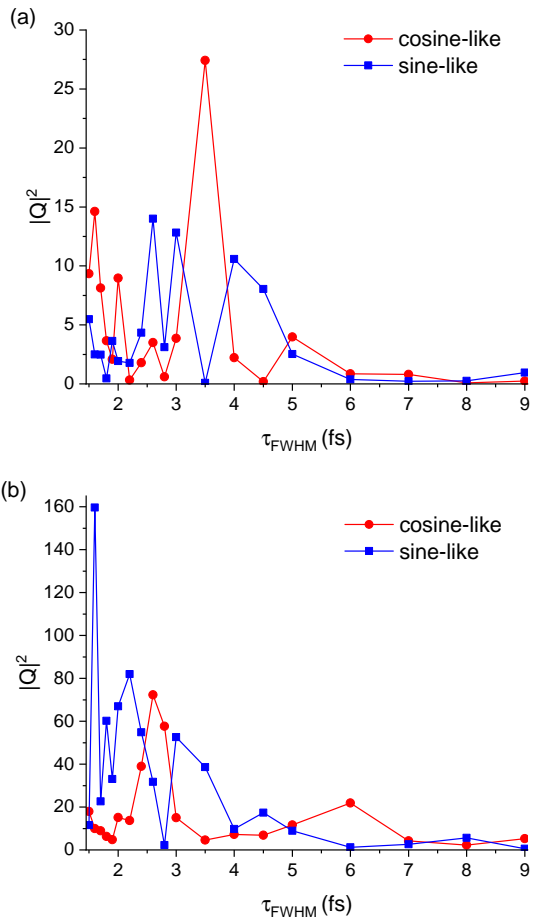 (a)
30
25
20
15
10
5
0
|Q|²
cosine-like
sine-like
2 3 4 5 6 7 8 9
τFWHM (fs)
(b)
160
140
120
100
80
60
40
20
0
|Q|²
cosine-like
sine-like
2 3 4 5 6 7 8 9
τFWHM (fs)